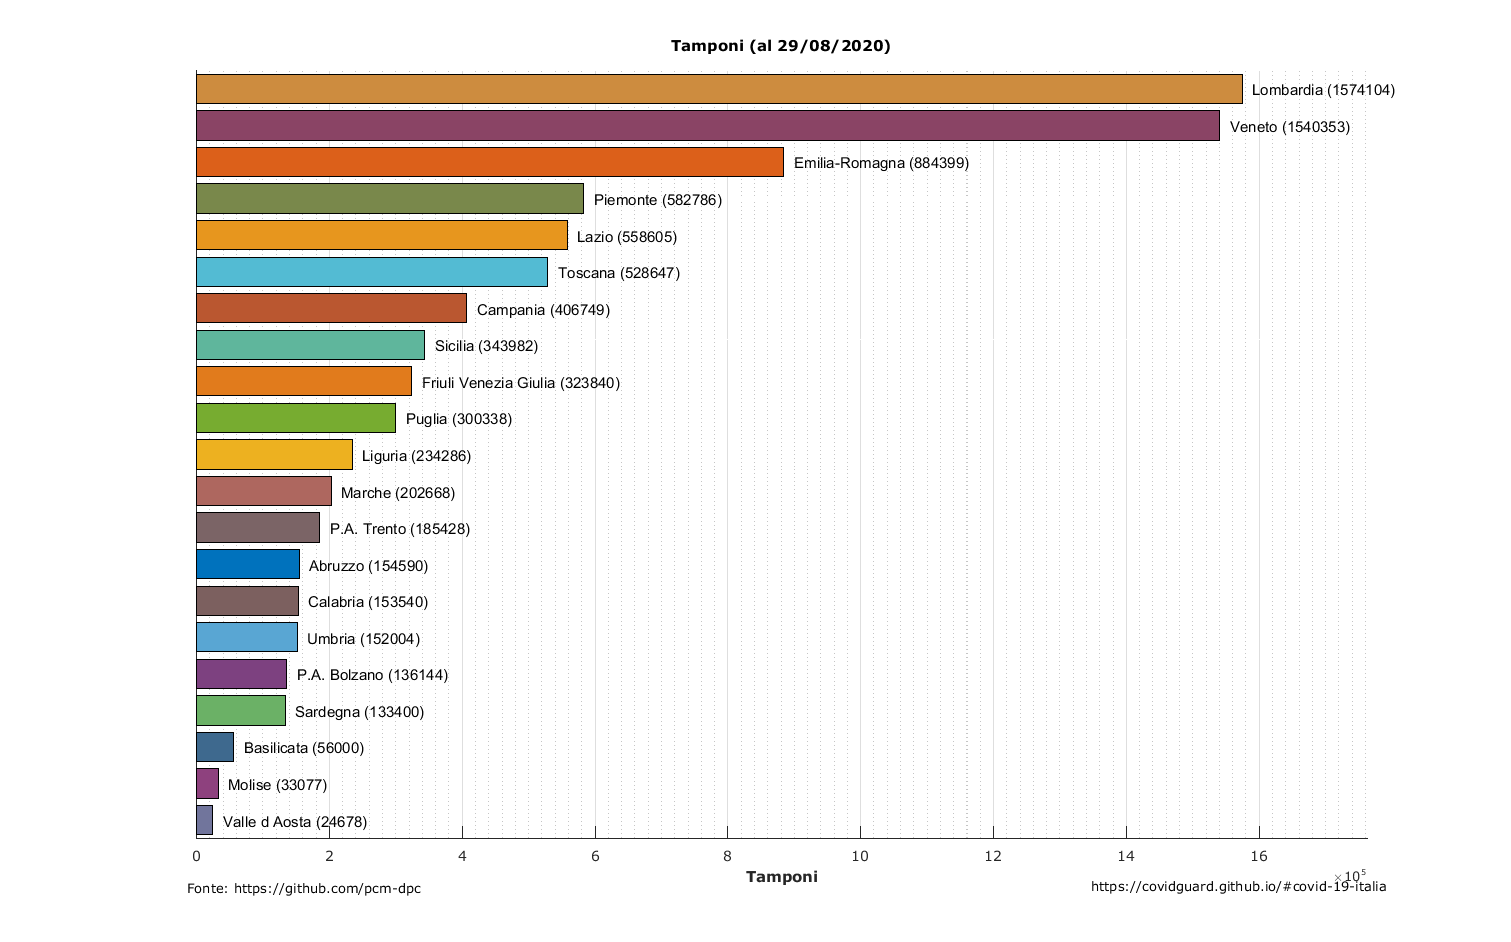 Tamponi (al 29/08/2020)
Lombardia (1574104)
Veneto (1540353)
Emilia-Romagna (884399)
Piemonte (582786)
Lazio (558605)
Toscana (528647)
Campania (406749)
Sicilia (343982)
Friuli Venezia Giulia (323840)
Puglia (300338)
Liguria (234286)
Marche (202668)
P.A. Trento (185428)
Abruzzo (154590)
Calabria (153540)
Umbria (152004)
P.A. Bolzano (136144)
Sardegna (133400)
Basilicata (56000)
Molise (33077)
Valle d Aosta (24678)
0 2 4 6 8 10 12 14 16
×10⁵
Tamponi
Fonte: https://github.com/pcm-dpc
https://covidguard.github.io/#covid-19-italia